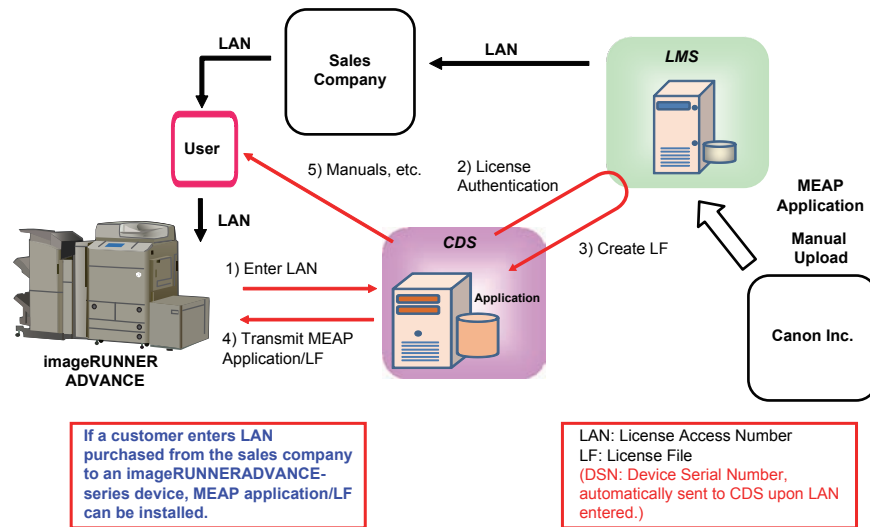 LAN
Sales
Company
LAN
LMS
User
5) Manuals, etc.
2) License
Authentication
MEAP
Application
Manual
Upload
LAN
CDS
3) Create LF
1) Enter LAN
Application
4) Transmit MEAP
Application/LF
Canon Inc.
imageRUNNER
ADVANCE
If a customer enters LAN
purchased from the sales company
to an imageRUNNERADVANCE-
series device, MEAP application/LF
can be installed.
LAN: License Access Number
LF: License File
(DSN: Device Serial Number,
automatically sent to CDS upon LAN
entered.)